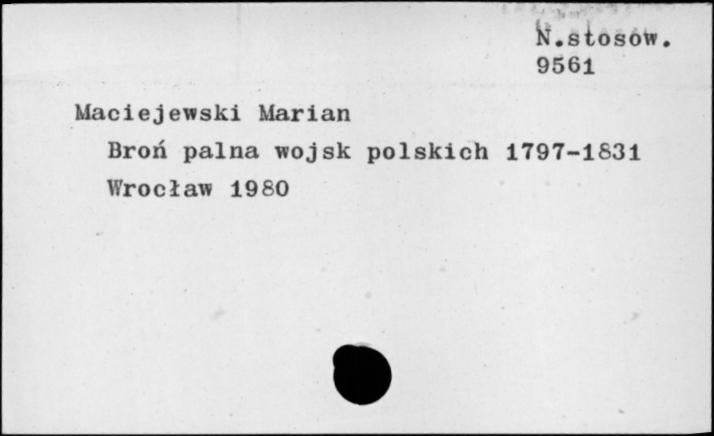 N.stosow.
9561
Maciejewski Marian
Broń palna wojsk polskich 1797-1831
Wrocław 1980